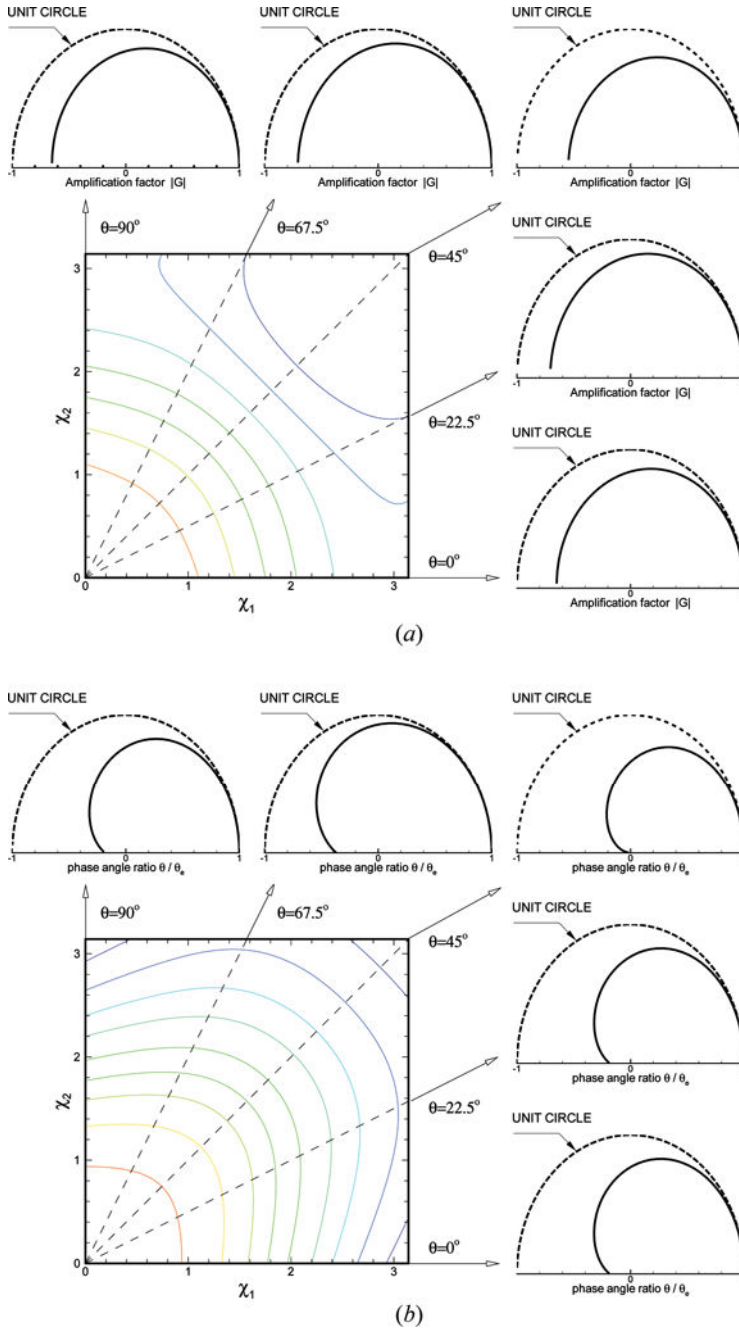 UNIT CIRCLE
UNIT CIRCLE
UNIT CIRCLE
-1 0 1
-1 0 1
-1 0
Amplification factor |G|
Amplification factor |G|
Amplification factor |G|
θ=90°
θ=67.5°
θ=45°
UNIT CIRCLE
-1 0
Amplification factor |G|
θ=22.5°
UNIT CIRCLE
-1 0
Amplification factor |G|
θ=0°
3
2
1
0
χ2
0 1 2 3
χ1
(a)
UNIT CIRCLE
UNIT CIRCLE
UNIT CIRCLE
-1 0 1
-1 0 1
-1 0
phase angle ratio θ / θe
phase angle ratio θ / θe
phase angle ratio θ / θe
θ=90°
θ=67.5°
θ=45°
UNIT CIRCLE
-1 0
phase angle ratio θ / θe
θ=22.5°
UNIT CIRCLE
-1 0
phase angle ratio θ / θe
θ=0°
3
2
1
0
χ2
0 1 2 3
χ1
(b)